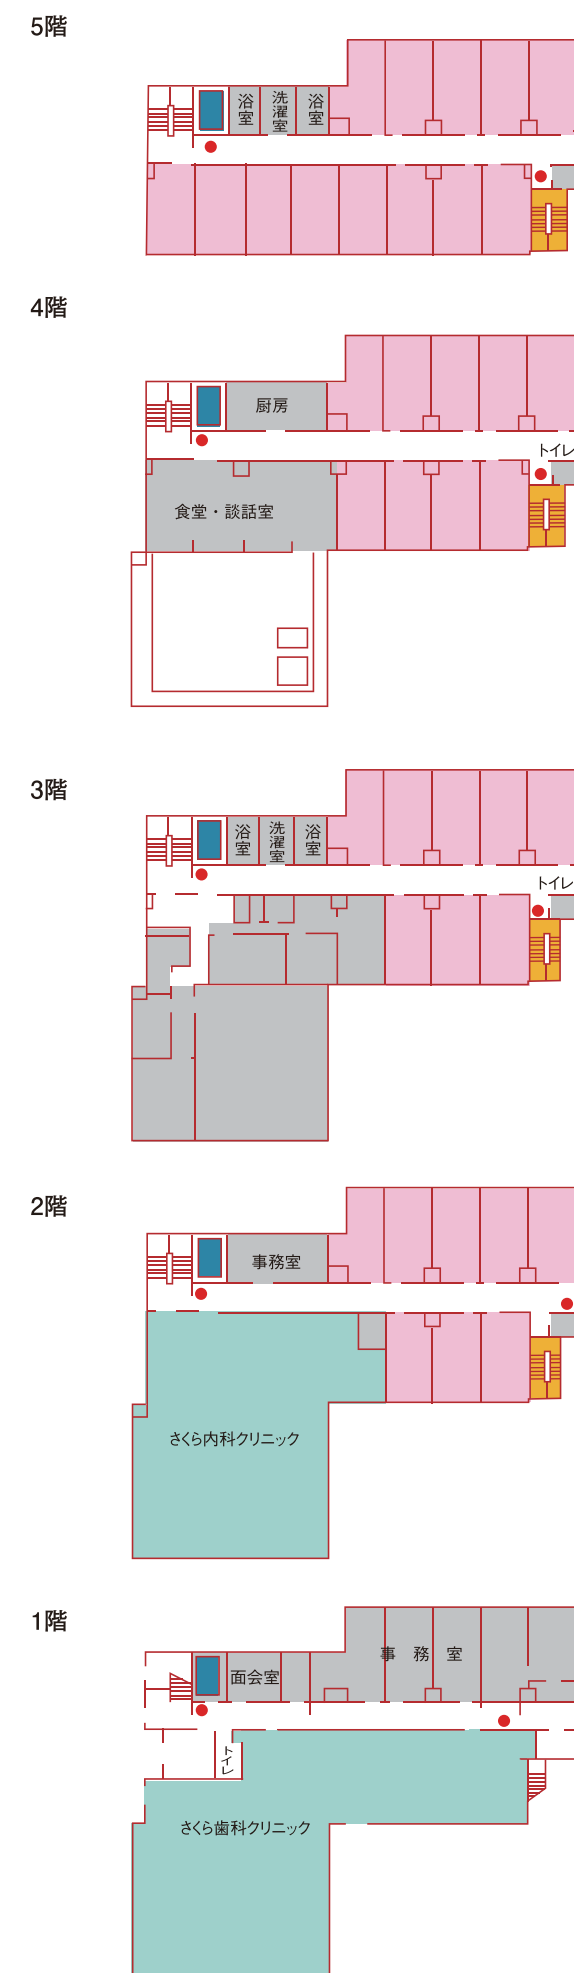 5階
浴室
洗濯室
浴室
4階
厨房
トイレ
食堂・談話室
3階
浴室
洗濯室
浴室
トイレ
2階
事務室
さくら内科クリニック
1階
事務室
面会室
トイレ
さくら歯科クリニック